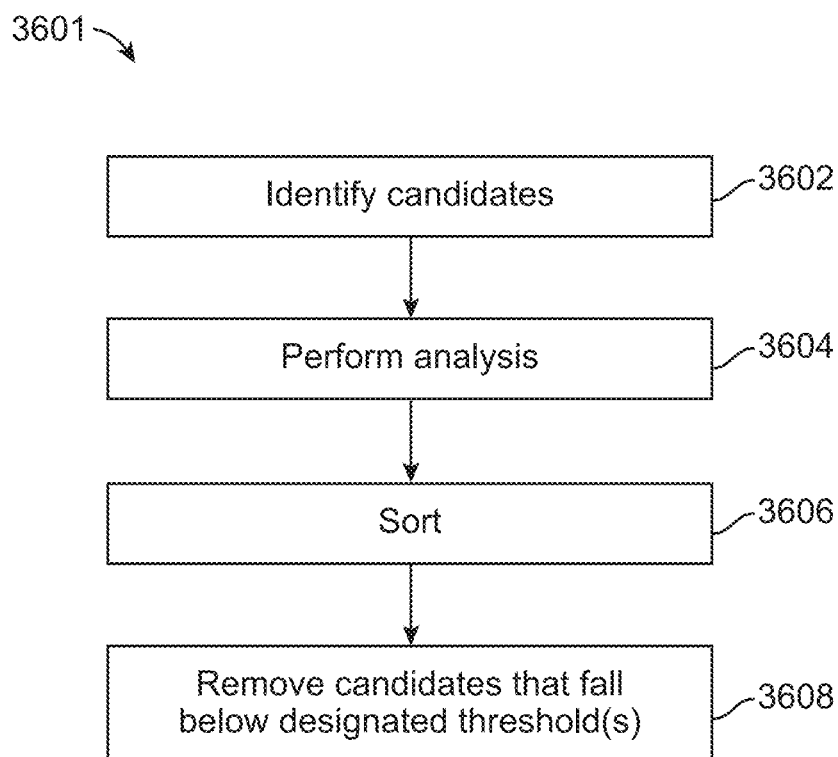 3601
Identify candidates
3602
Perform analysis
3604
Sort
3606
Remove candidates that fall
below designated threshold(s)
3608